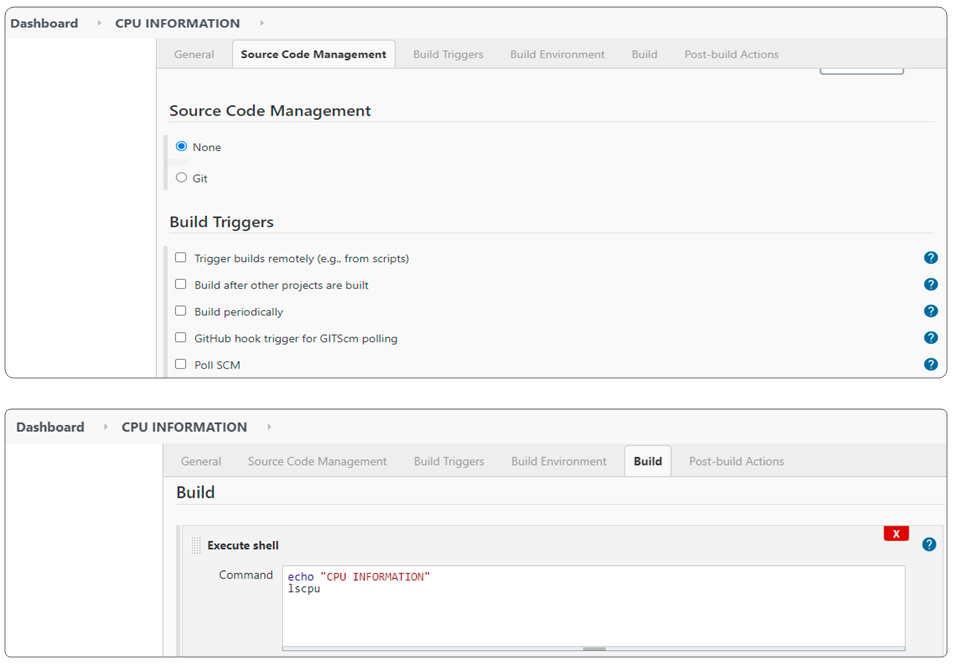 Dashboard CPU INFORMATION
General Source Code Management Build Triggers Build Environment Build Post-build Actions
Source Code Management
None
Git
Build Triggers
Trigger builds remotely (e.g., from scripts) ?
Build after other projects are built ?
Build periodically ?
GitHub hook trigger for GITScm polling ?
Poll SCM ?
Dashboard CPU INFORMATION
General Source Code Management Build Triggers Build Environment Build Post-build Actions
Build
X
Execute shell ?
Command echo "CPU INFORMATION"
lscpu